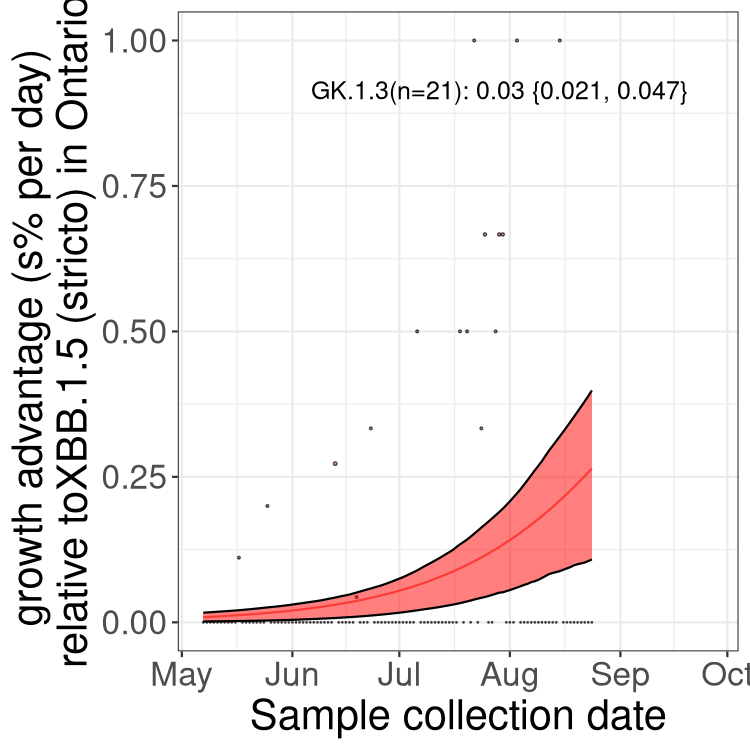 growth advantage (s% per day)
relative toXBB.1.5 (stricto) in Ontario
1.00
0.75
0.50
0.25
0.00
GK.1.3(n=21): 0.03 {0.021, 0.047}
May Jun Jul Aug Sep Oct
Sample collection date